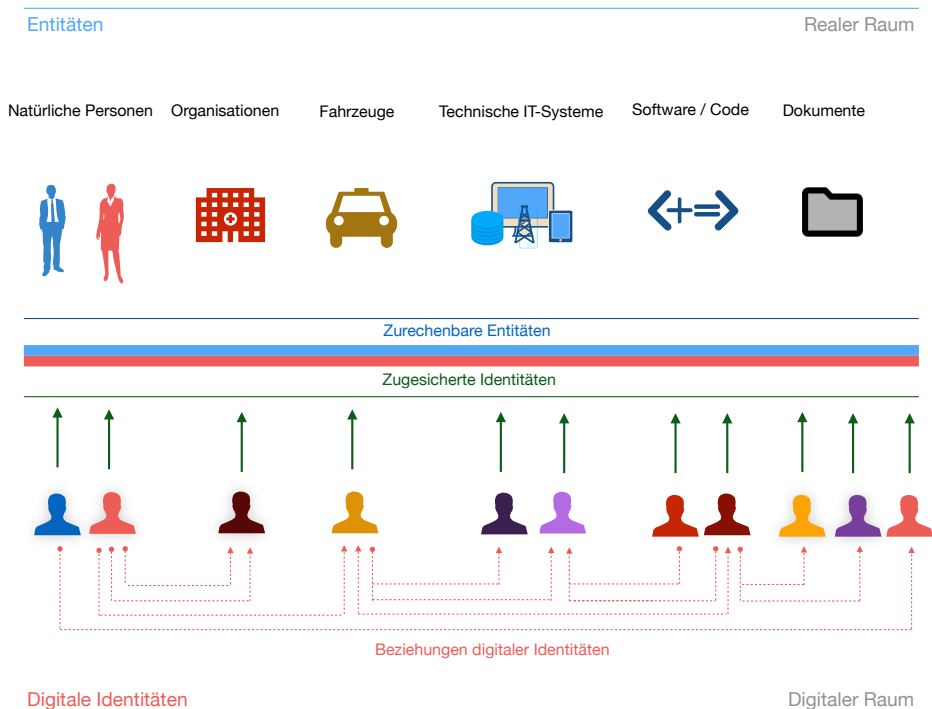 Entitäten
Realer Raum
Natürliche Personen
Organisationen
Fahrzeuge
Technische IT-Systeme
Software / Code
Dokumente
Zurechenbare Entitäten
Zugesicherte Identitäten
Beziehungen digitaler Identitäten
Digitale Identitäten
Digitaler Raum